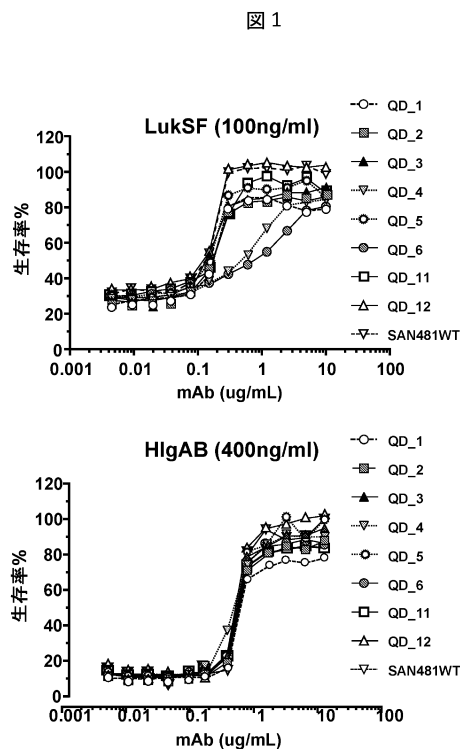 図1
LukSF (100ng/ml)
生存率%
120
100
80
60
40
20
0
0.001 0.01 0.1 1 10 100
mAb (ug/mL)
QD_1
QD_2
QD_3
QD_4
QD_5
QD_6
QD_11
QD_12
SAN481WT
HlgAB (400ng/ml)
生存率%
120
100
80
60
40
20
0
0.001 0.01 0.1 1 10 100
mAb (ug/mL)
QD_1
QD_2
QD_3
QD_4
QD_5
QD_6
QD_11
QD_12
SAN481WT